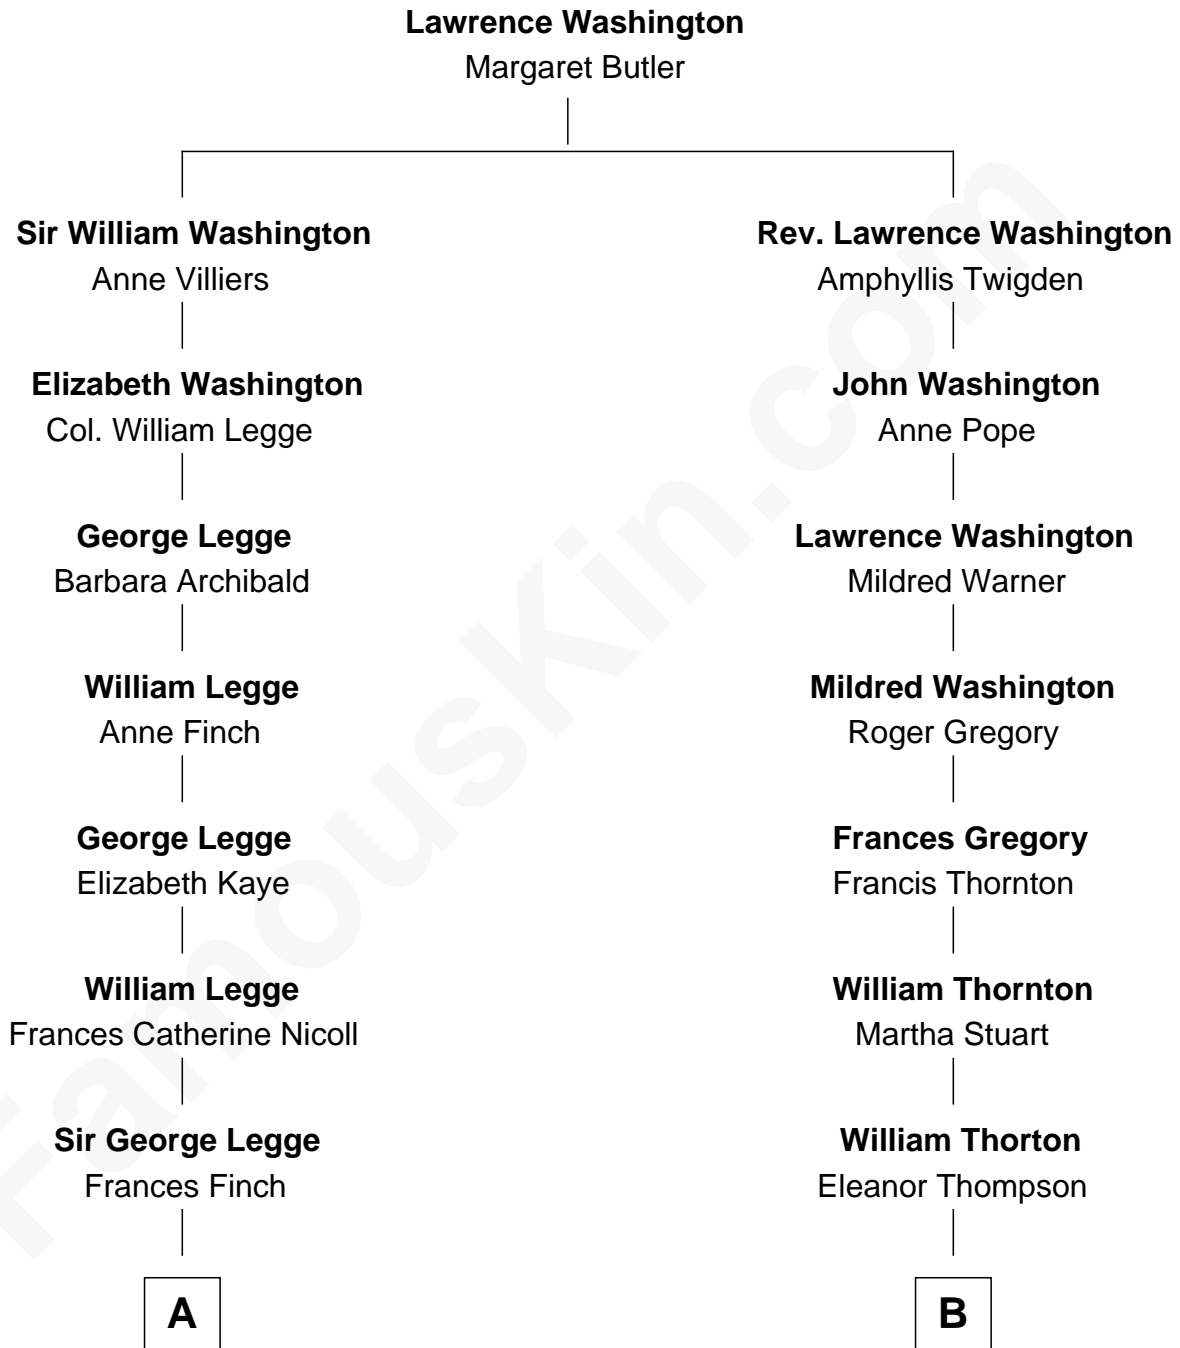 Lawrence Washington
Margaret Butler
Sir William Washington
Anne Villiers
Rev. Lawrence Washington
Amphyllis Twigden
Elizabeth Washington
Col. William Legge
John Washington
Anne Pope
George Legge
Barbara Archibald
Lawrence Washington
Mildred Warner
William Legge
Anne Finch
Mildred Washington
Roger Gregory
George Legge
Elizabeth Kaye
Frances Gregory
Francis Thornton
William Legge
Frances Catherine Nicoll
William Thornton
Martha Stuart
Sir George Legge
Frances Finch
William Thorton
Eleanor Thompson
A
B
FamousKin.com